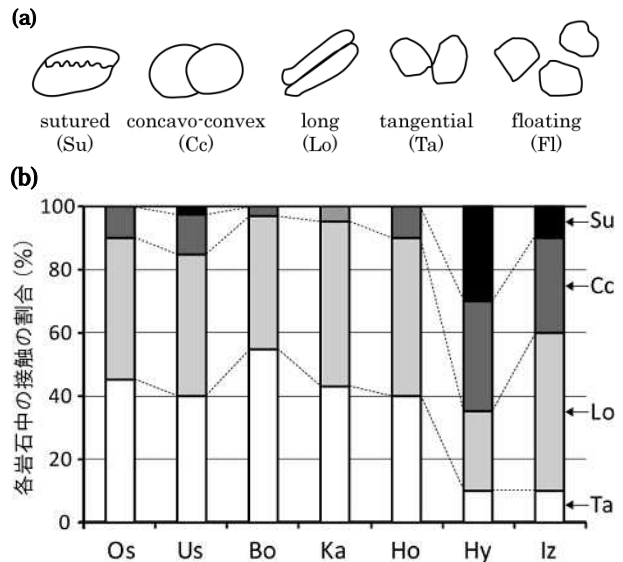 (a)
sutured concavo-convex long tangential floating
(Su) (Cc) (Lo) (Ta) (Fl)
(b)
各岩石中の接触の割合 (%)
100
80
60
40
20
0
Su
Cc
Lo
Ta
Os Us Bo Ka Ho Hy Iz